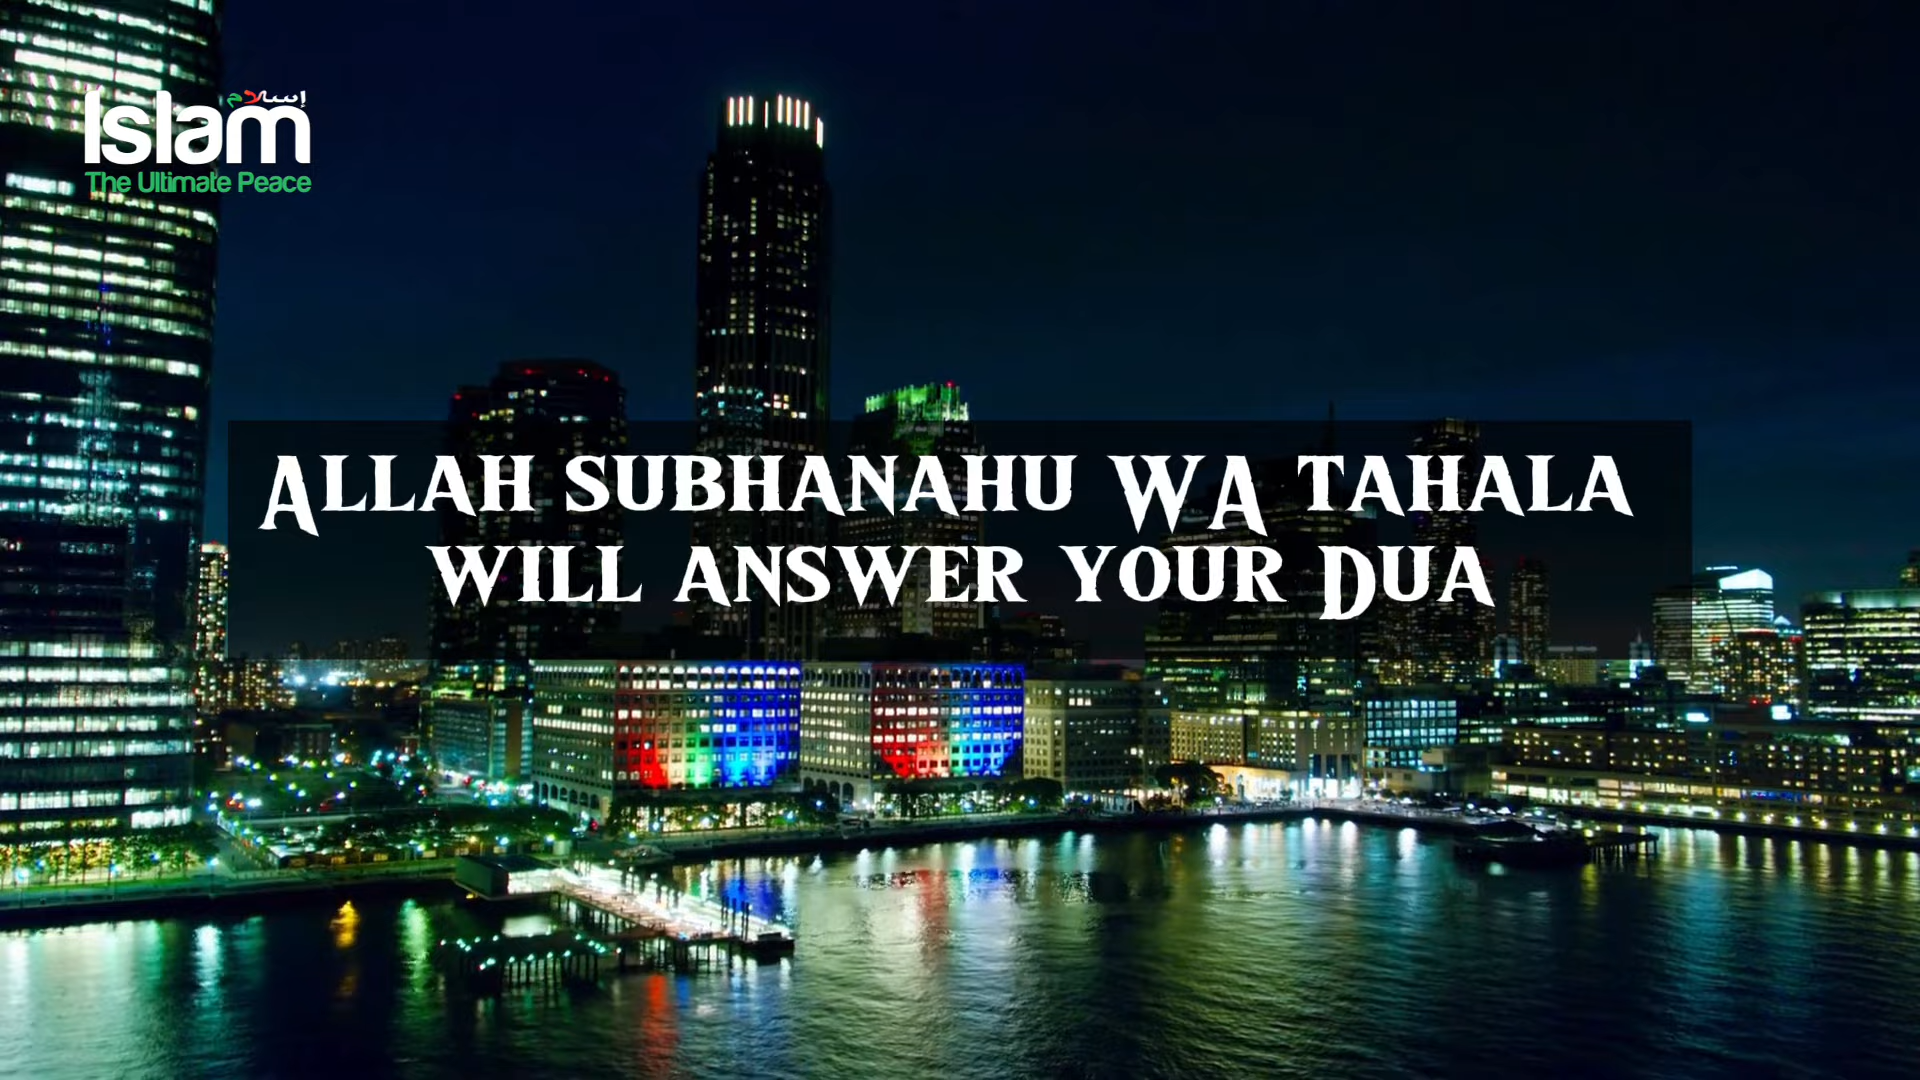 إسلام
Islam
The Ultimate Peace
Allah subhanahu WA tahala
will answer your Dua